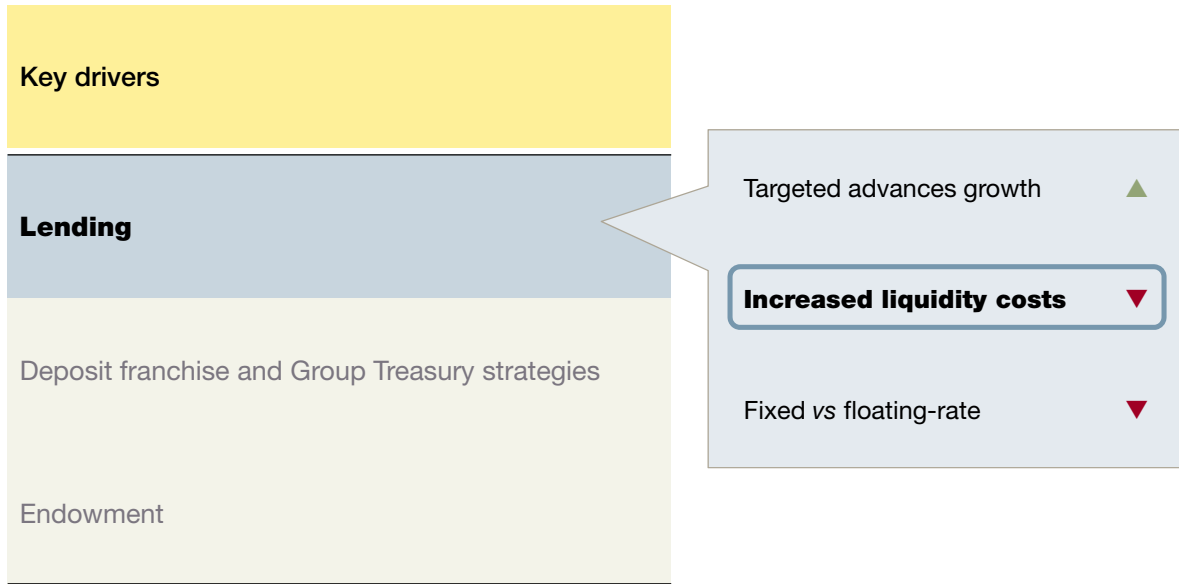 Key drivers
Lending
Deposit franchise and Group Treasury strategies
Endowment
Targeted advances growth
Increased liquidity costs
Fixed vs floating-rate